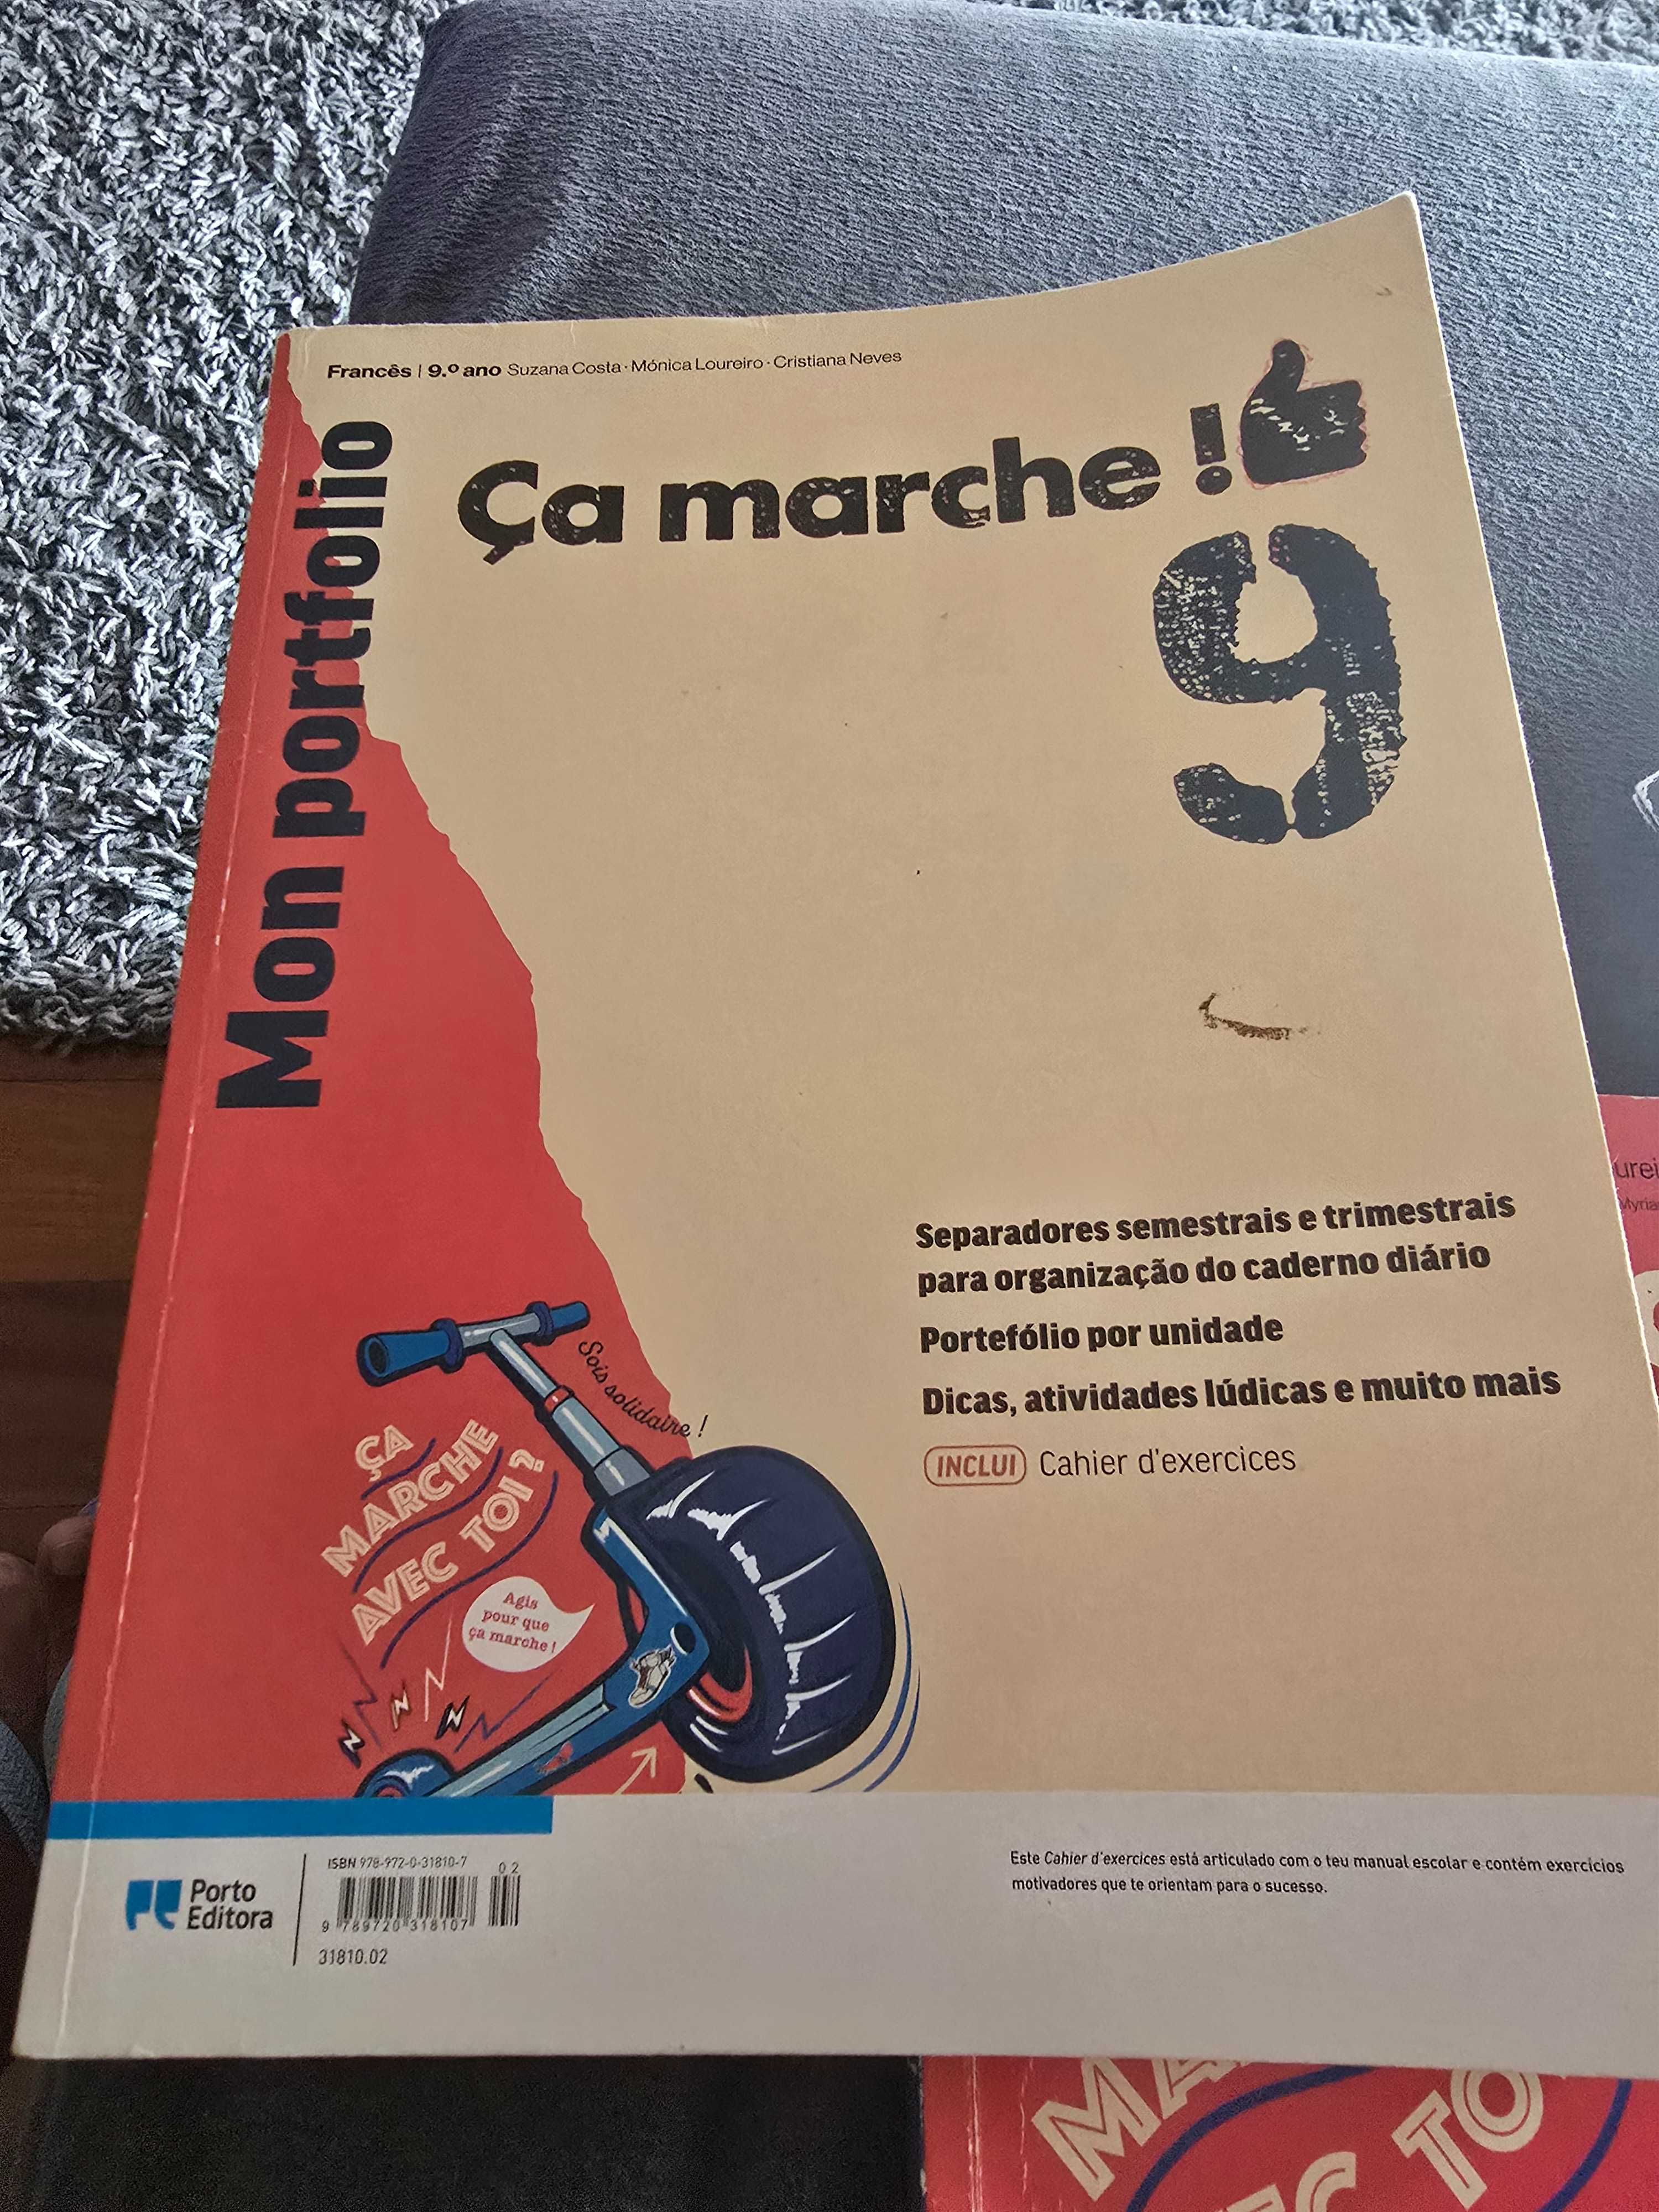 Francês | 9.º ano Suzana Costa · Mónica Loureiro · Cristiana Neves
Mon portfolio
Ça marche !
9
Separadores semestrais e trimestrais
para organização do caderno diário
Portefólio por unidade
Dicas, atividades lúdicas e muito mais
INCLUI Cahier d'exercices
Sois solidaire !
ÇA
MARCHE
AVEC TOI ?
Agis
pour que
ça marche !
Porto
Editora
ISBN 978-972-0-31810-7
02
9 789720 318107
31810.02
Este Cahier d'exercices está articulado com o teu manual escolar e contém exercícios
motivadores que te orientam para o sucesso.